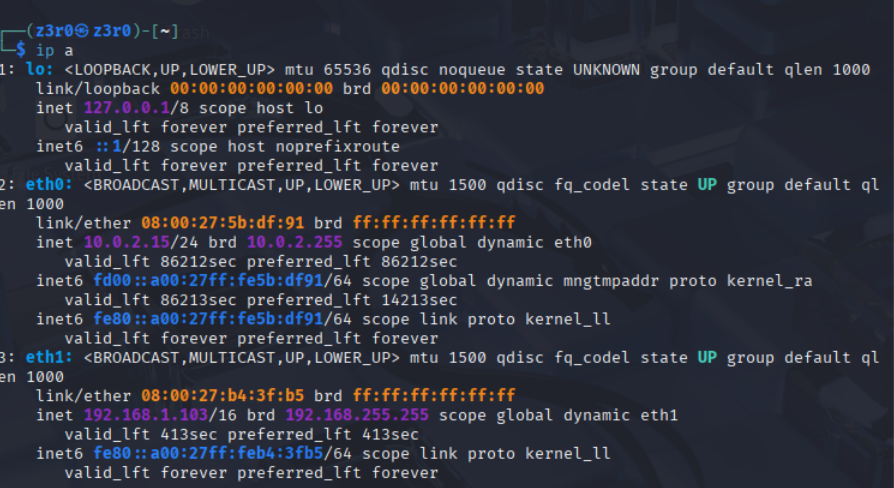 ┌──(z3r0㉿z3r0)-[~]
└─$ ip a
1: lo: <LOOPBACK,UP,LOWER_UP> mtu 65536 qdisc noqueue state UNKNOWN group default qlen 1000
    link/loopback 00:00:00:00:00:00 brd 00:00:00:00:00:00
    inet 127.0.0.1/8 scope host lo
       valid_lft forever preferred_lft forever
    inet6 ::1/128 scope host noprefixroute
       valid_lft forever preferred_lft forever
2: eth0: <BROADCAST,MULTICAST,UP,LOWER_UP> mtu 1500 qdisc fq_codel state UP group default ql
en 1000
    link/ether 08:00:27:5b:df:91 brd ff:ff:ff:ff:ff:ff
    inet 10.0.2.15/24 brd 10.0.2.255 scope global dynamic eth0
       valid_lft 86212sec preferred_lft 86212sec
    inet6 fd00::a00:27ff:fe5b:df91/64 scope global dynamic mngtmpaddr proto kernel_ra
       valid_lft 86213sec preferred_lft 14213sec
    inet6 fe80::a00:27ff:fe5b:df91/64 scope link proto kernel_ll
       valid_lft forever preferred_lft forever
3: eth1: <BROADCAST,MULTICAST,UP,LOWER_UP> mtu 1500 qdisc fq_codel state UP group default ql
en 1000
    link/ether 08:00:27:b4:3f:b5 brd ff:ff:ff:ff:ff:ff
    inet 192.168.1.103/16 brd 192.168.255.255 scope global dynamic eth1
       valid_lft 413sec preferred_lft 413sec
    inet6 fe80::a00:27ff:feb4:3fb5/64 scope link proto kernel_ll
       valid_lft forever preferred_lft forever